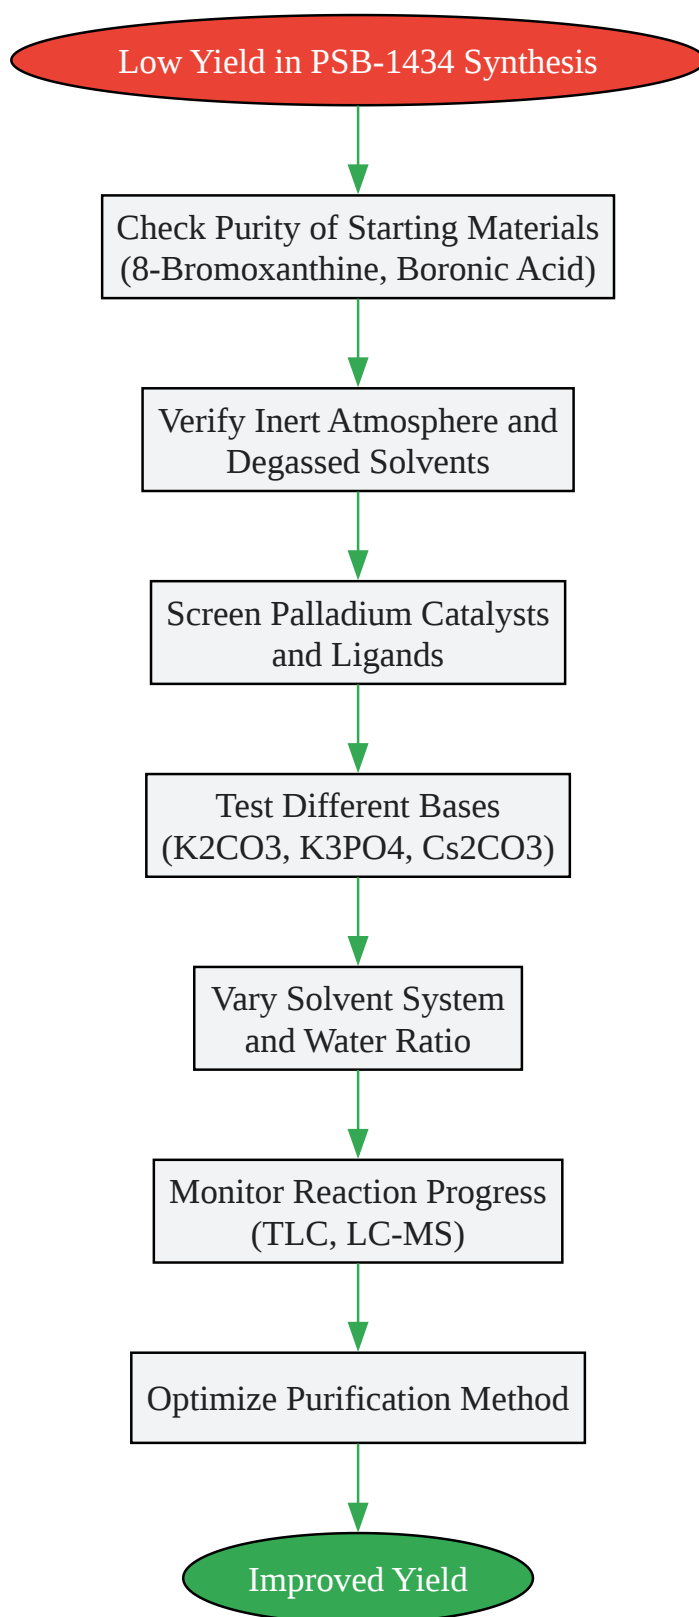 Low Yield in PSB-1434 Synthesis
Check Purity of Starting Materials
(8-Bromoxanthine, Boronic Acid)
Verify Inert Atmosphere and
Degassed Solvents
Screen Palladium Catalysts
and Ligands
Test Different Bases
(K2CO3, K3PO4, Cs2CO3)
Vary Solvent System
and Water Ratio
Monitor Reaction Progress
(TLC, LC-MS)
Optimize Purification Method
Improved Yield